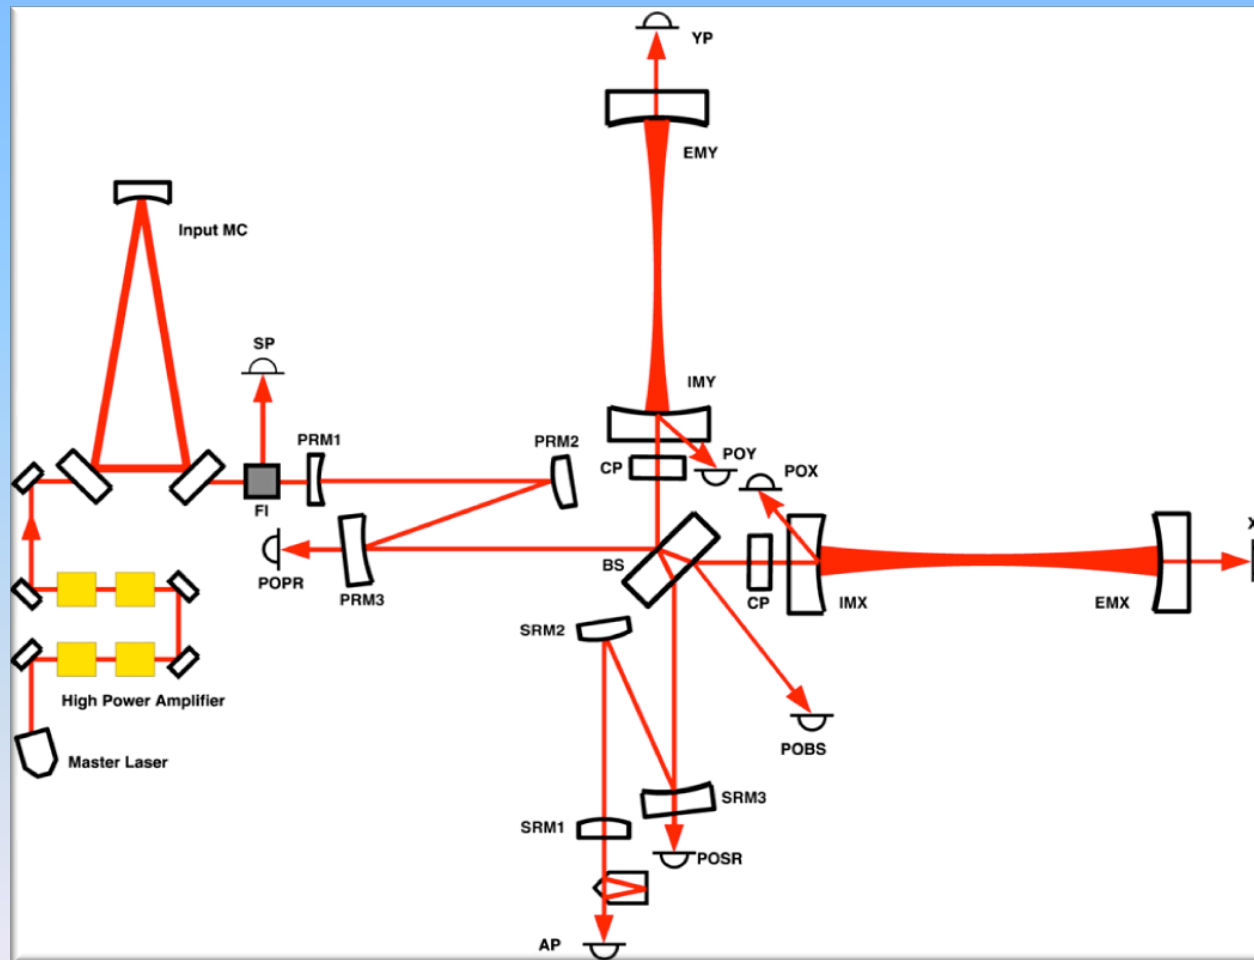 YP
EMY
Input MC
SP
IMY
PRM1
PRM2
CP
POY
POX
FI
POPR
PRM3
BS
CP
IMX
EMX
X
SRM2
High Power Amplifier
POBS
Master Laser
SRM3
SRM1
POSR
AP